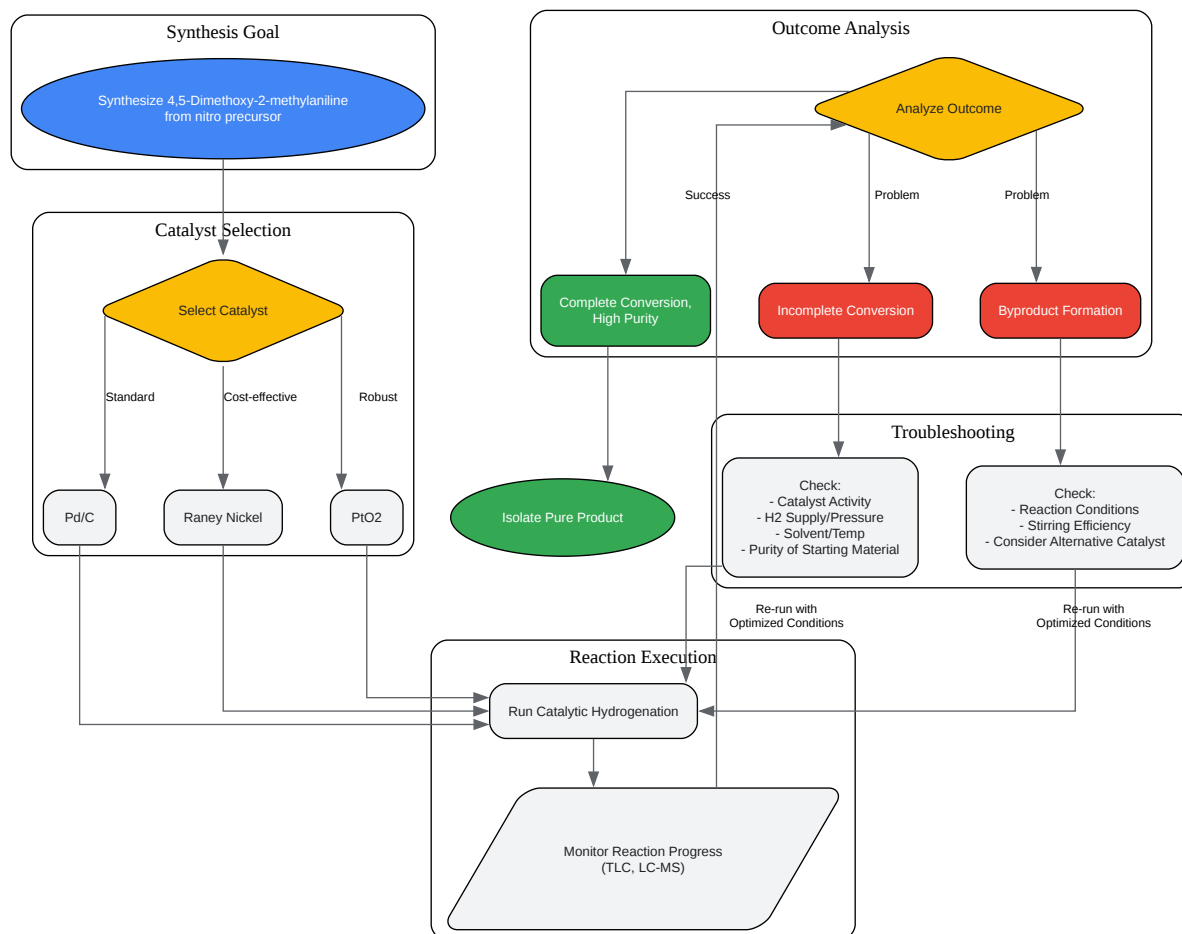 Synthesis Goal
Synthesize 4,5-Dimethoxy-2-methylaniline
from nitro precursor
Catalyst Selection
Select Catalyst
Standard
Cost-effective
Robust
Pd/C
Raney Nickel
PtO2
Outcome Analysis
Analyze Outcome
Success
Problem
Problem
Complete Conversion,
High Purity
Incomplete Conversion
Byproduct Formation
Isolate Pure Product
Troubleshooting
Check:
- Catalyst Activity
- H2 Supply/Pressure
- Solvent/Temp
- Purity of Starting Material
Check:
- Reaction Conditions
- Stirring Efficiency
- Consider Alternative Catalyst
Re-run with
Optimized Conditions
Re-run with
Optimized Conditions
Reaction Execution
Run Catalytic Hydrogenation
Monitor Reaction Progress
(TLC, LC-MS)